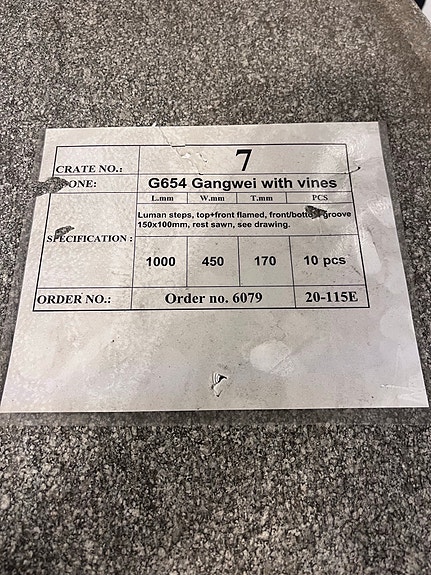 CRATE NO.: 7
ONE: G654 Gangwei with vines
L.mm W.mm T.mm PCS
Luman steps, top+front flamed, front/bottom groove
150x100mm, rest sawn, see drawing.
SPECIFICATION :
1000 450 170 10 pcs
ORDER NO.: Order no. 6079 20-115E